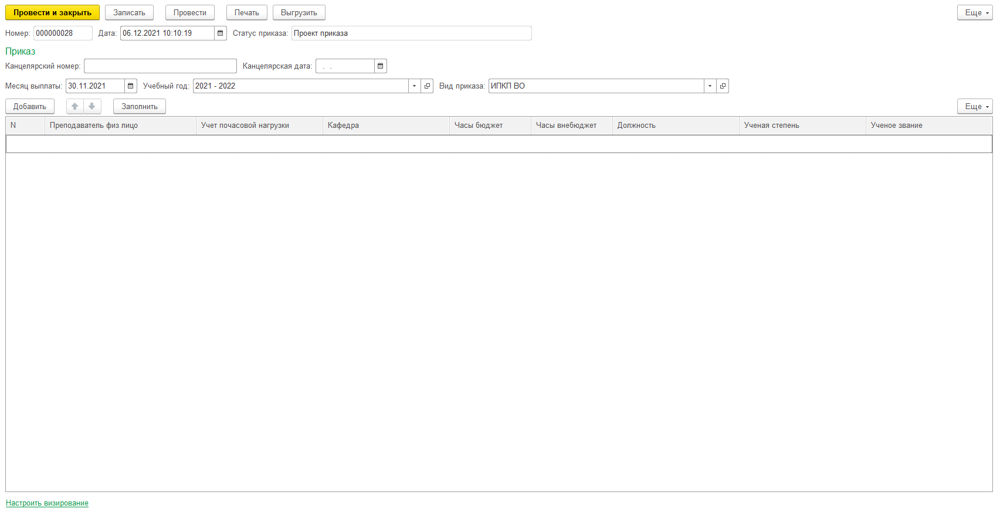 Провести и закрыть Записать Провести Печать Выгрузить Еще
Номер: 000000028 Дата: 06.12.2021 10:10:19 Статус приказа: Проект приказа
Приказ
Канцелярский номер: Канцелярская дата: . .
Месяц выплаты: 30.11.2021 Учебный год: 2021 - 2022 Вид приказа: ИПКП ВО
Добавить Заполнить Еще
N Преподаватель физ лицо Учет почасовой нагрузки Кафедра Часы бюджет Часы внебюджет Должность Ученая степень Ученое звание
Настроить визирование